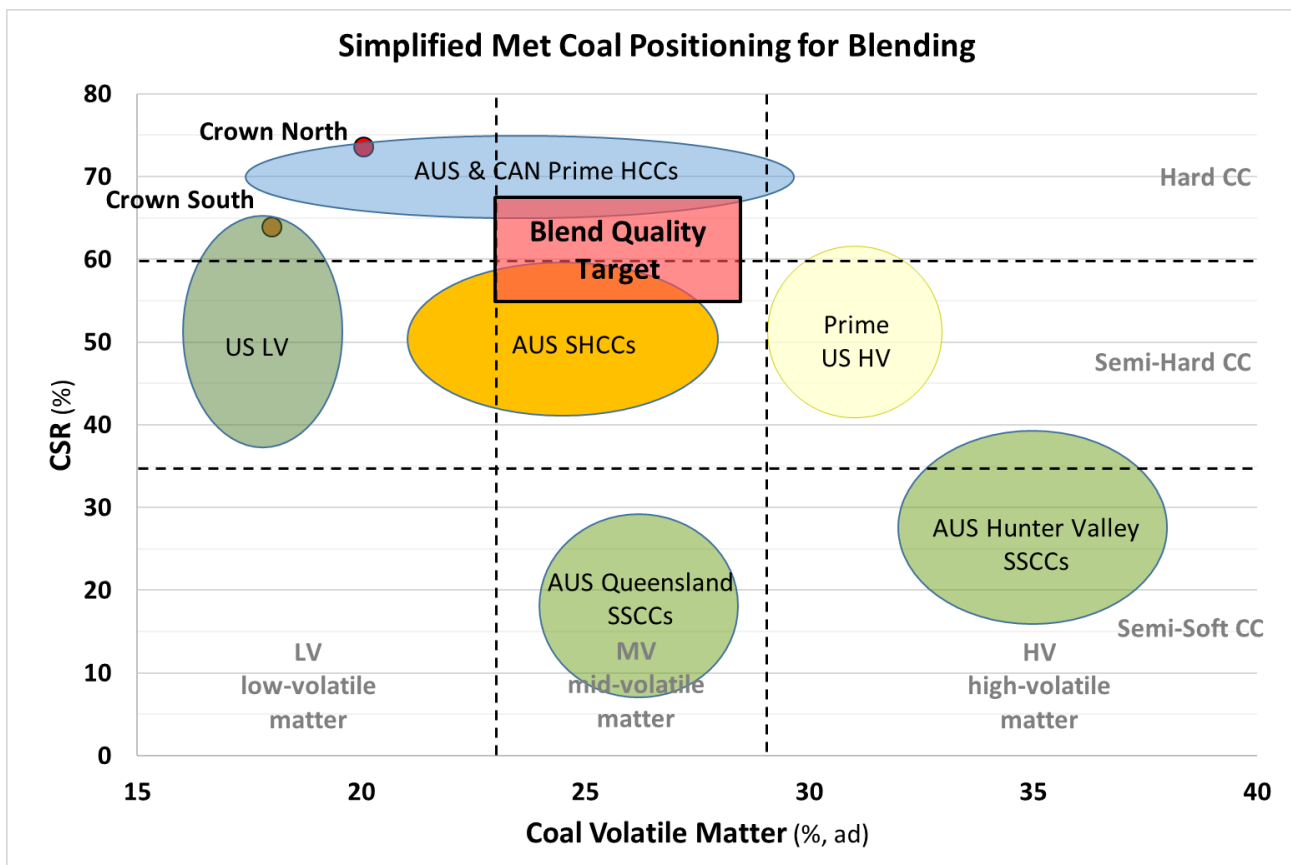 Simplified Met Coal Positioning for Blending
80
70
60
50
40
30
20
10
0
CSR (%)
Crown North
AUS & CAN Prime HCCs
Hard CC
Crown South
Blend Quality
Target
US LV
AUS SHCCs
Prime
US HV
Semi-Hard CC
AUS Hunter Valley
SSCCs
AUS Queensland
SSCCs
Semi-Soft CC
LV
low-volatile
matter
MV
mid-volatile
matter
HV
high-volatile
matter
15 20 25 30 35 40
Coal Volatile Matter (%, ad)